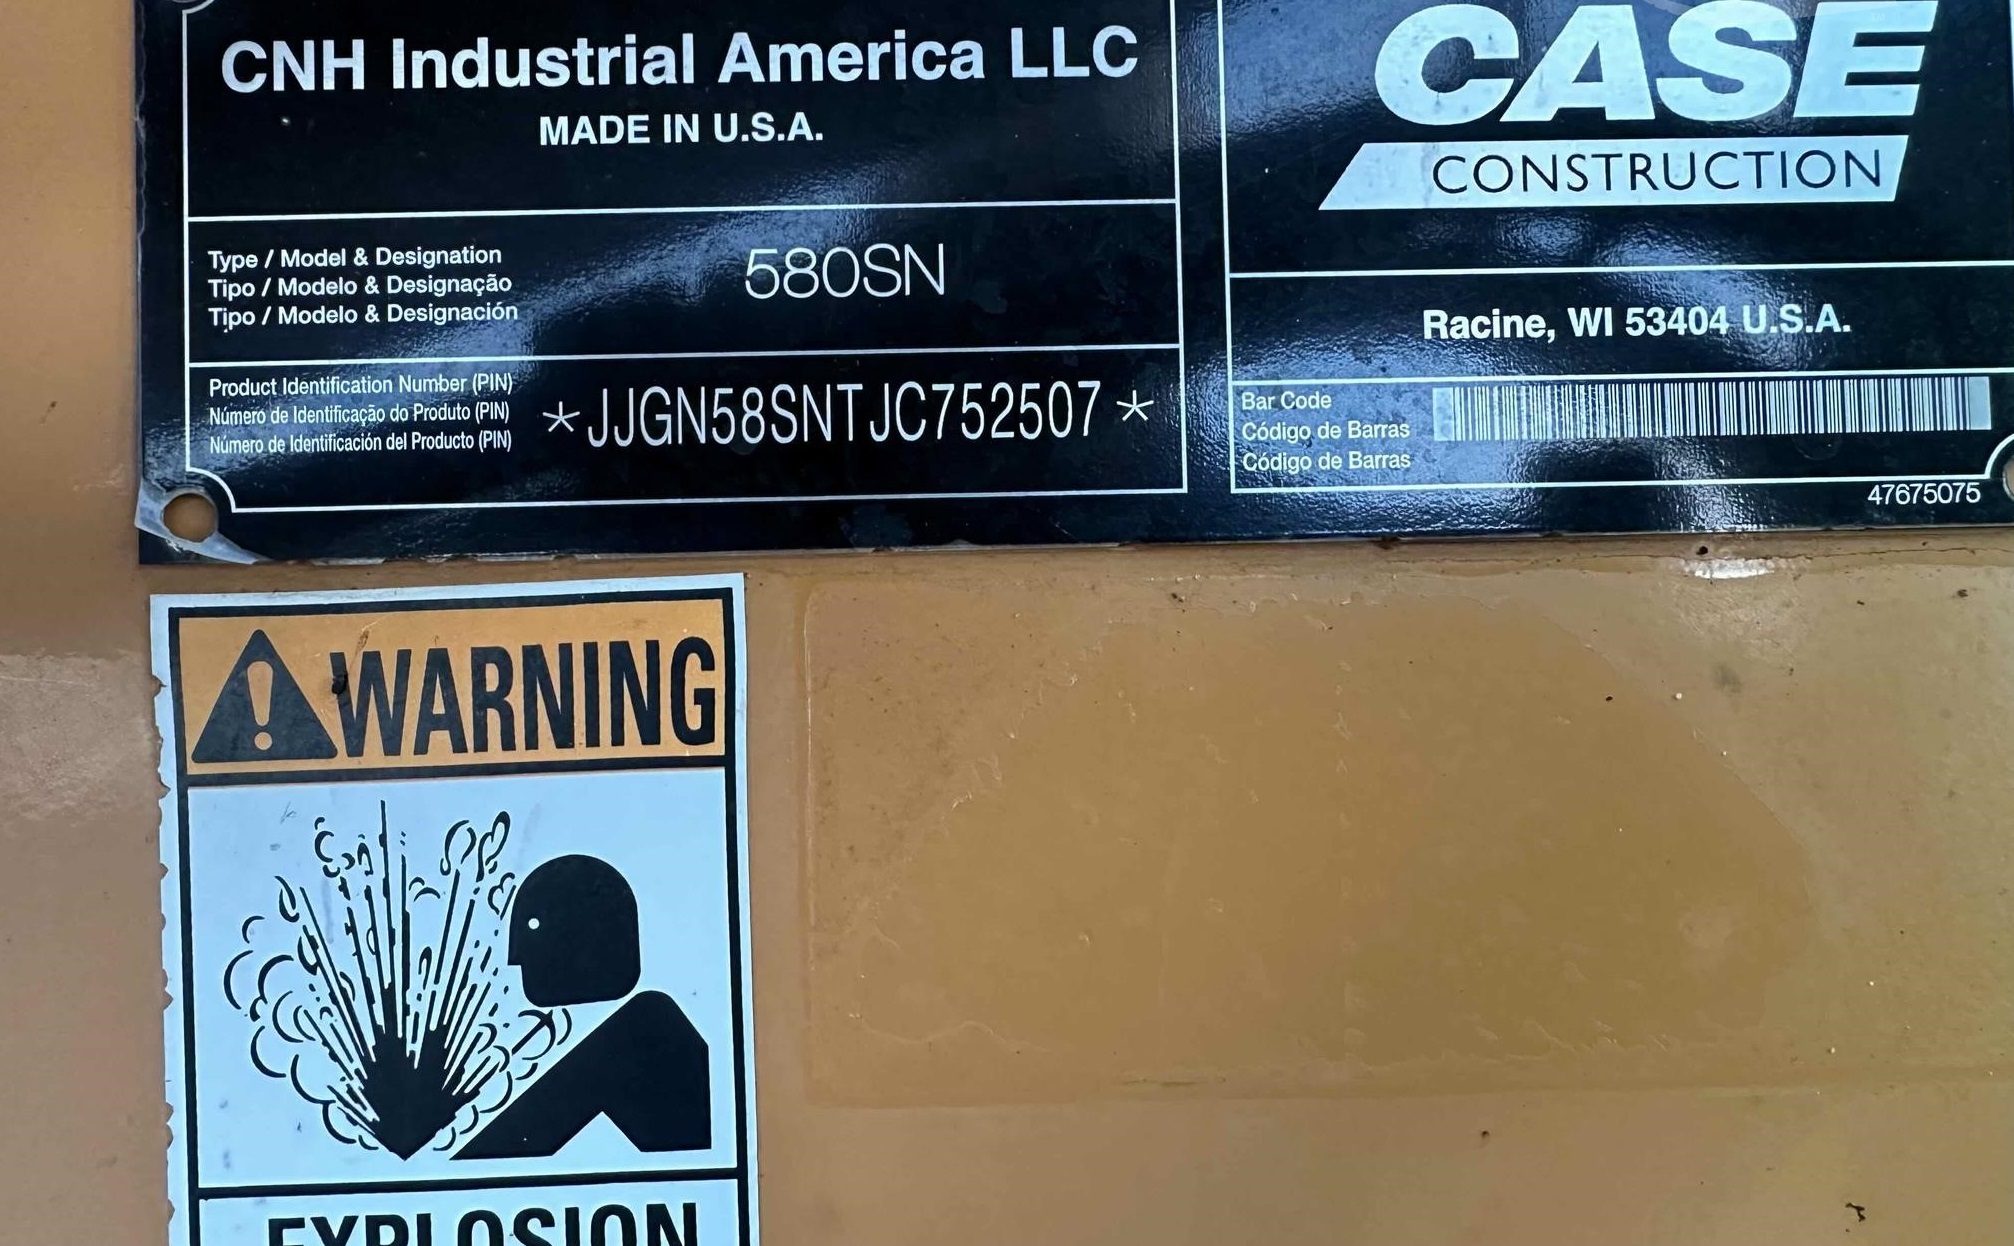 CNH Industrial America LLC
MADE IN U.S.A.
Type / Model & Designation
Tipo / Modelo & Designação
Tipo / Modelo & Designación
580SN
Product Identification Number (PIN)
Número de Identificação do Produto (PIN)
Número de Identificación del Producto (PIN)
*JJGN58SNTJC752507*
CASE
CONSTRUCTION
Racine, WI 53404 U.S.A.
Bar Code
Código de Barras
Código de Barras
47675075
WARNING
EXPLOSION